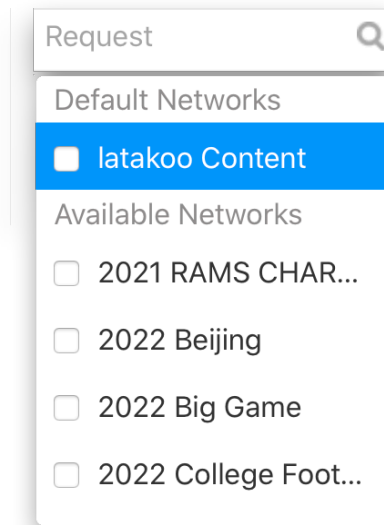 Request
Default Networks
latakoo Content
Available Networks
2021 RAMS CHAR...
2022 Beijing
2022 Big Game
2022 College Foot...